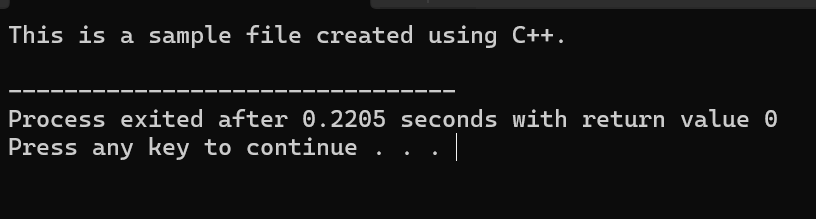 This is a sample file created using C++.
--------------------------------
Process exited after 0.2205 seconds with return value 0
Press any key to continue . . .